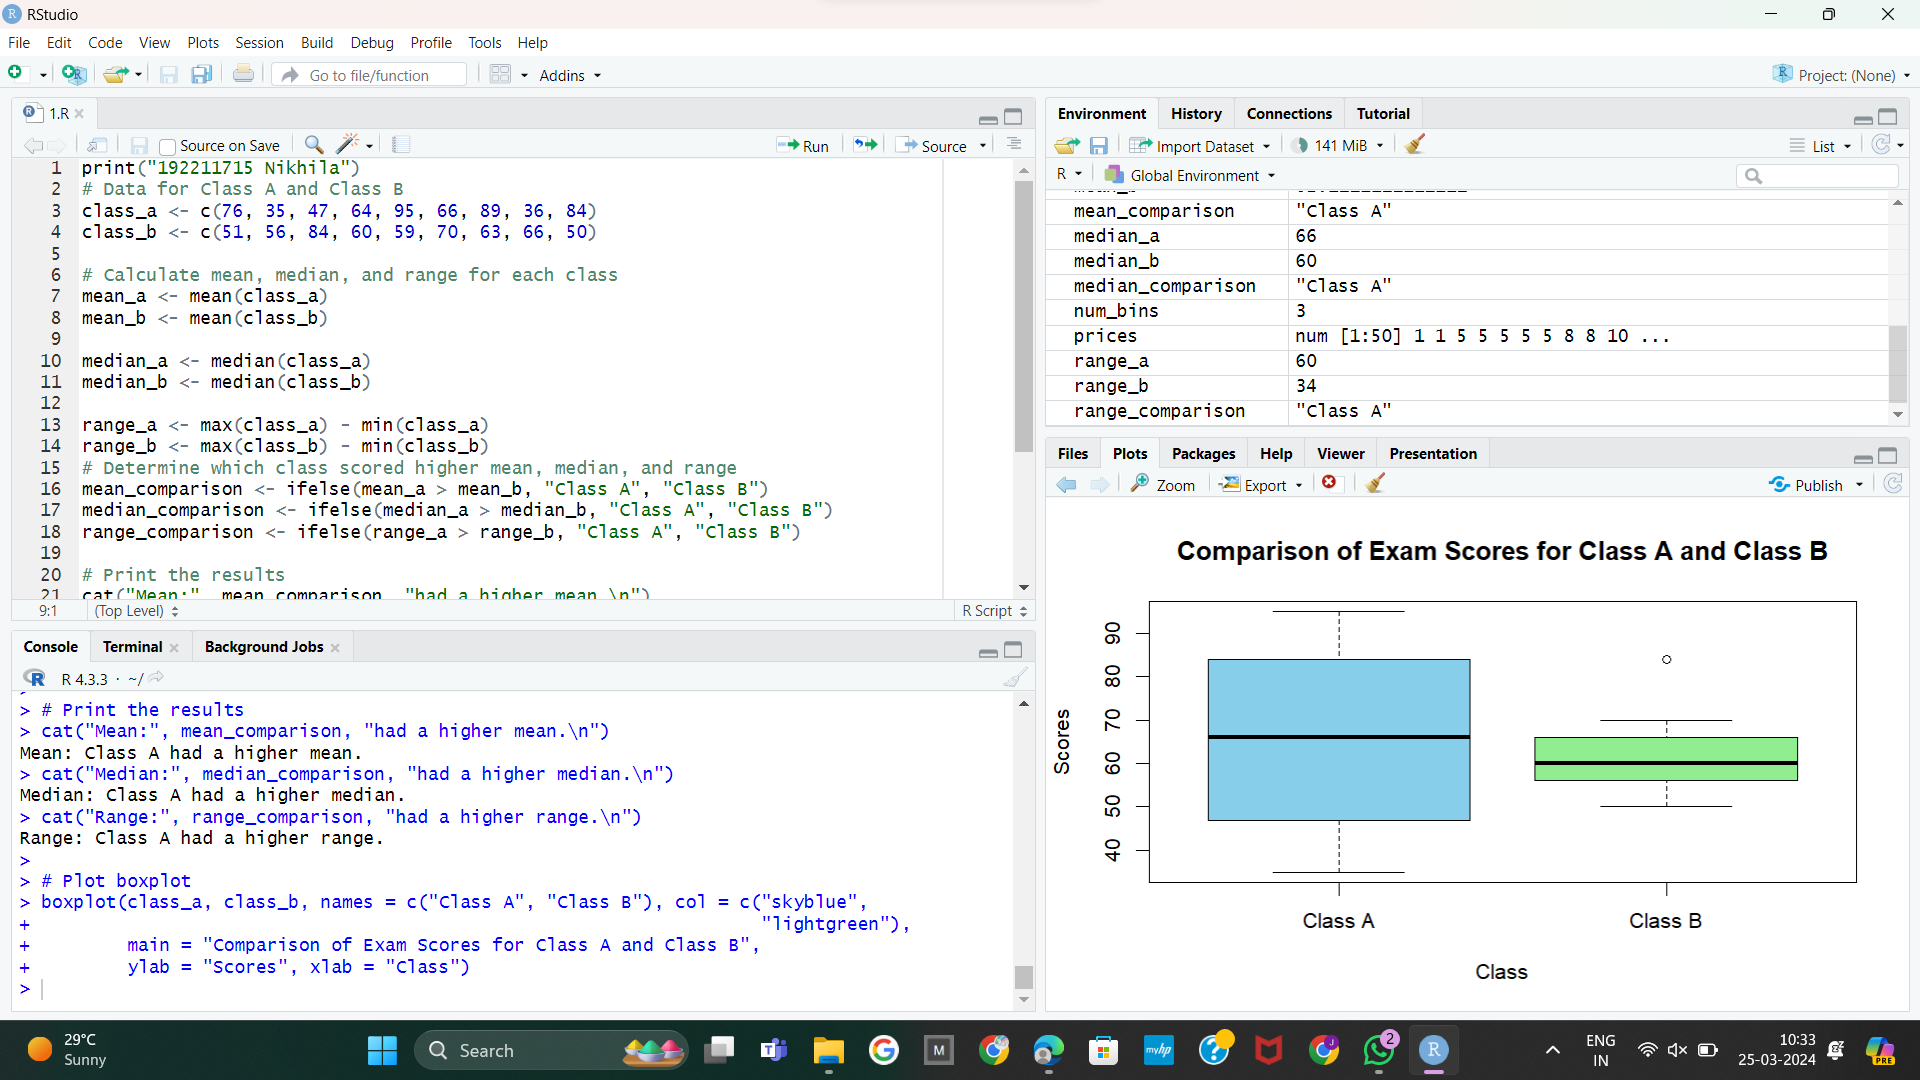 RStudio
File Edit Code View Plots Session Build Debug Profile Tools Help
Go to file/function Addins Project: (None)
1.R
Source on Save Run Source
1 print("192211715 Nikhila")
2 # Data for Class A and Class B
3 class_a <- c(76, 35, 47, 64, 95, 66, 89, 36, 84)
4 class_b <- c(51, 56, 84, 60, 59, 70, 63, 66, 50)
5
6 # Calculate mean, median, and range for each class
7 mean_a <- mean(class_a)
8 mean_b <- mean(class_b)
9
10 median_a <- median(class_a)
11 median_b <- median(class_b)
12
13 range_a <- max(class_a) - min(class_a)
14 range_b <- max(class_b) - min(class_b)
15 # Determine which class scored higher mean, median, and range
16 mean_comparison <- ifelse(mean_a > mean_b, "Class A", "Class B")
17 median_comparison <- ifelse(median_a > median_b, "Class A", "Class B")
18 range_comparison <- ifelse(range_a > range_b, "Class A", "Class B")
19
20 # Print the results
21 cat("Mean:", mean_comparison, "had a higher mean.\n")
9:1 (Top Level) R Script
Console Terminal Background Jobs
R 4.3.3 · ~/
> # Print the results
> cat("Mean:", mean_comparison, "had a higher mean.\n")
Mean: Class A had a higher mean.
> cat("Median:", median_comparison, "had a higher median.\n")
Median: Class A had a higher median.
> cat("Range:", range_comparison, "had a higher range.\n")
Range: Class A had a higher range.
>
> # Plot boxplot
> boxplot(class_a, class_b, names = c("Class A", "Class B"), col = c("skyblue",
+ "lightgreen"),
+ main = "Comparison of Exam Scores for Class A and Class B",
+ ylab = "Scores", xlab = "Class")
>
Environment History Connections Tutorial
Import Dataset 141 MiB List
R Global Environment
mean_comparison "Class A"
median_a 66
median_b 60
median_comparison "Class A"
num_bins 3
prices num [1:50] 1 1 5 5 5 5 5 8 8 10 ...
range_a 60
range_b 34
range_comparison "Class A"
Files Plots Packages Help Viewer Presentation
Zoom Export Publish
Comparison of Exam Scores for Class A and Class B
Scores
90
80
70
60
50
40
Class A Class B
Class
29°C
Sunny
Search
M
myhp
J
2
R
ENG
IN
10:33
25-03-2024
PRE